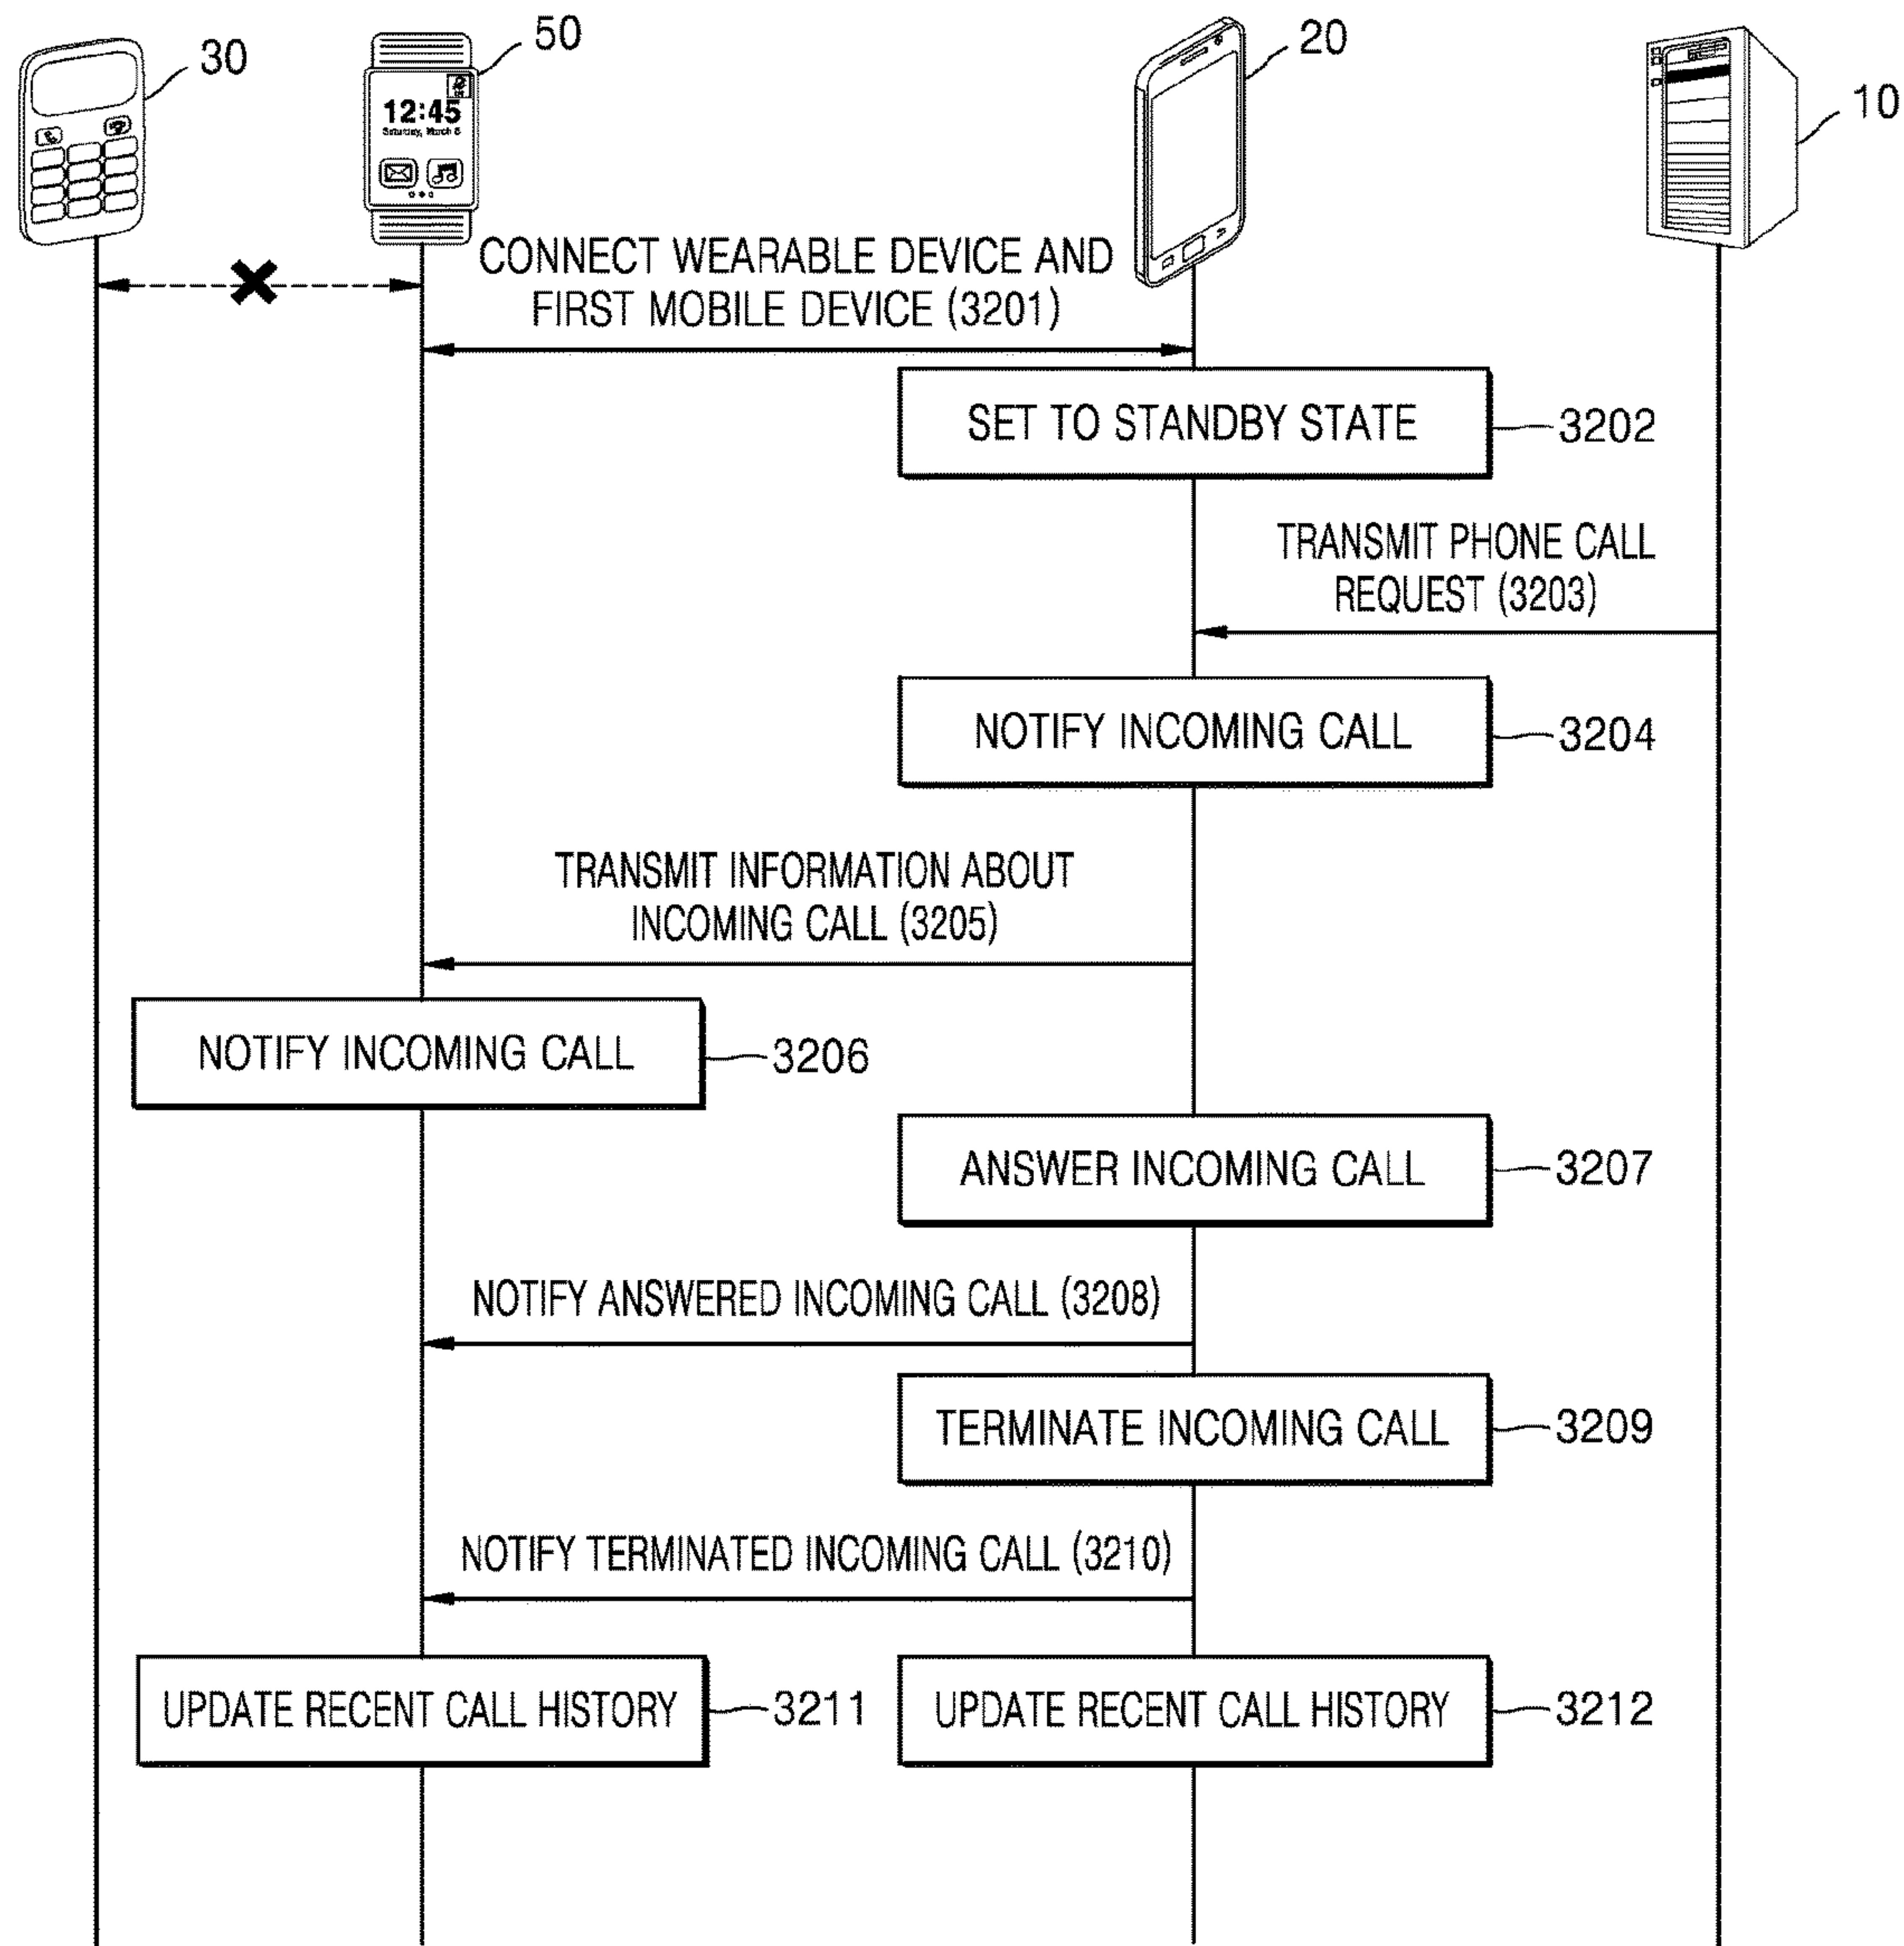 30
50
20
10
12:45
Saturday, March 5
CONNECT WEARABLE DEVICE AND
FIRST MOBILE DEVICE (3201)
SET TO STANDBY STATE
3202
TRANSMIT PHONE CALL
REQUEST (3203)
NOTIFY INCOMING CALL
3204
TRANSMIT INFORMATION ABOUT
INCOMING CALL (3205)
NOTIFY INCOMING CALL
3206
ANSWER INCOMING CALL
3207
NOTIFY ANSWERED INCOMING CALL (3208)
TERMINATE INCOMING CALL
3209
NOTIFY TERMINATED INCOMING CALL (3210)
UPDATE RECENT CALL HISTORY
3211
UPDATE RECENT CALL HISTORY
3212